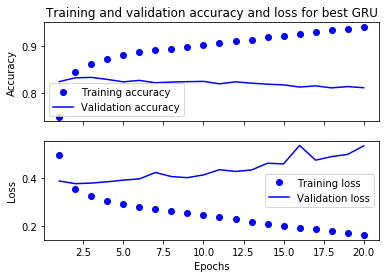 Training and validation accuracy and loss for best GRU
Accuracy
0.9
0.8
Training accuracy
Validation accuracy
Loss
0.4
0.2
Training loss
Validation loss
2.5 5.0 7.5 10.0 12.5 15.0 17.5 20.0
Epochs